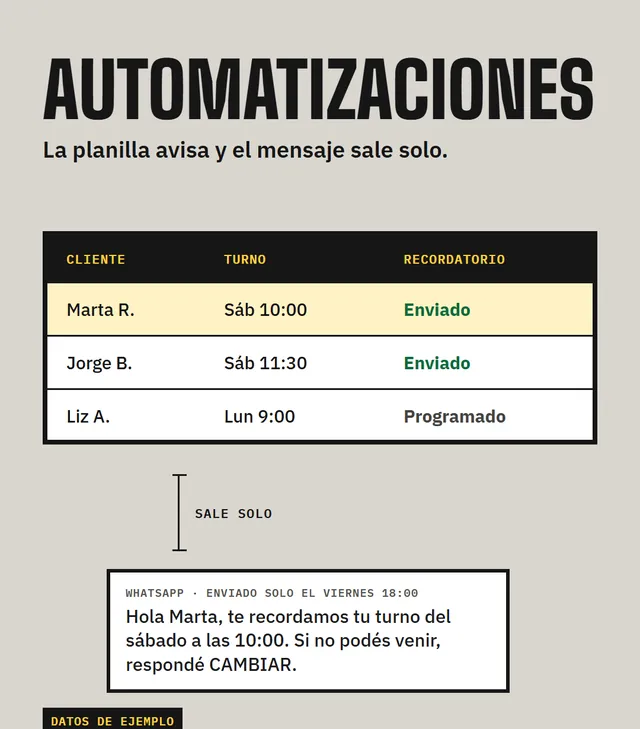 AUTOMATIZACIONES
La planilla avisa y el mensaje sale solo.
CLIENTE TURNO RECORDATORIO
Marta R. Sáb 10:00 Enviado
Jorge B. Sáb 11:30 Enviado
Liz A. Lun 9:00 Programado
SALE SOLO
WHATSAPP · ENVIADO SOLO EL VIERNES 18:00
Hola Marta, te recordamos tu turno del
sábado a las 10:00. Si no podés venir,
respondé CAMBIAR.
DATOS DE EJEMPLO